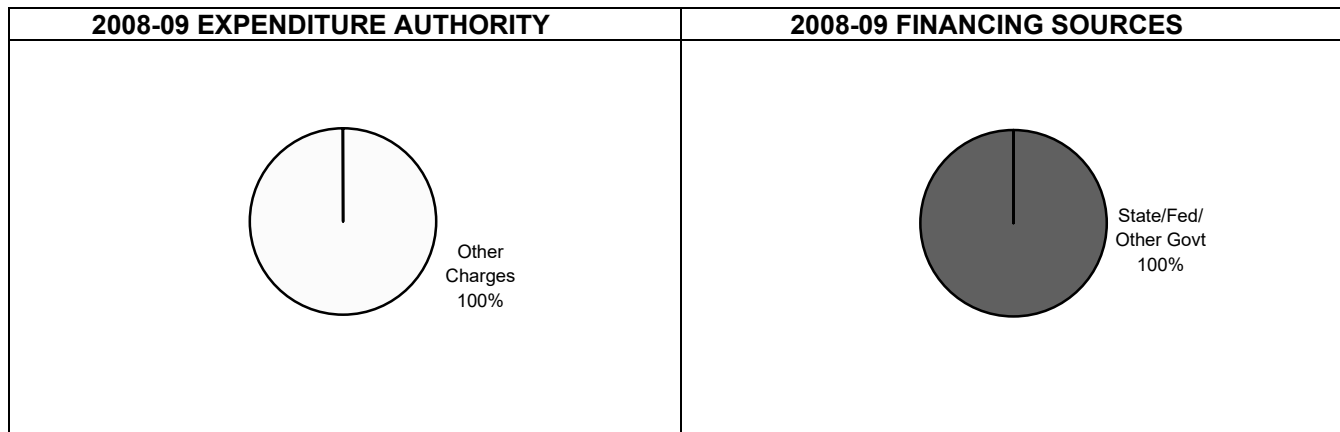 2008-09 EXPENDITURE AUTHORITY
2008-09 FINANCING SOURCES
Other
Charges
100%
State/Fed/
Other Govt
100%